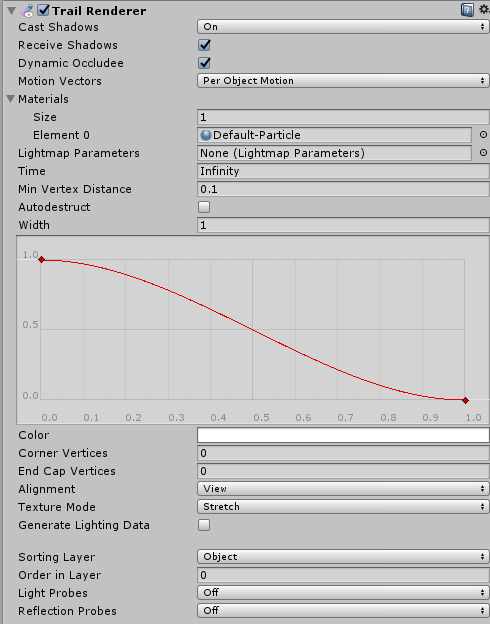 Trail Renderer
Cast Shadows On
Receive Shadows
Dynamic Occludee
Motion Vectors Per Object Motion
Materials
Size 1
Element 0 Default-Particle
Lightmap Parameters None (Lightmap Parameters)
Time Infinity
Min Vertex Distance 0.1
Autodestruct
Width 1
1.0
0.5
0.0
0.0 0.1 0.2 0.3 0.4 0.5 0.6 0.7 0.8 0.9 1.0
Color
Corner Vertices 0
End Cap Vertices 0
Alignment View
Texture Mode Stretch
Generate Lighting Data
Sorting Layer Object
Order in Layer 0
Light Probes Off
Reflection Probes Off